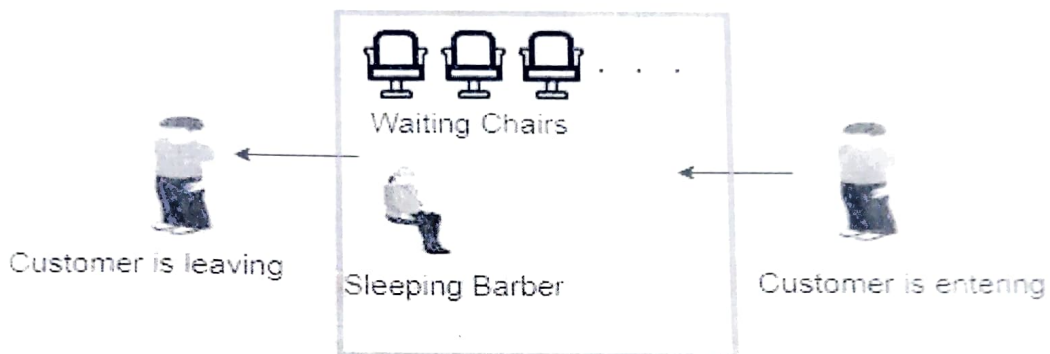 Waiting Chairs
Customer is leaving
Sleeping Barber
Customer is entering